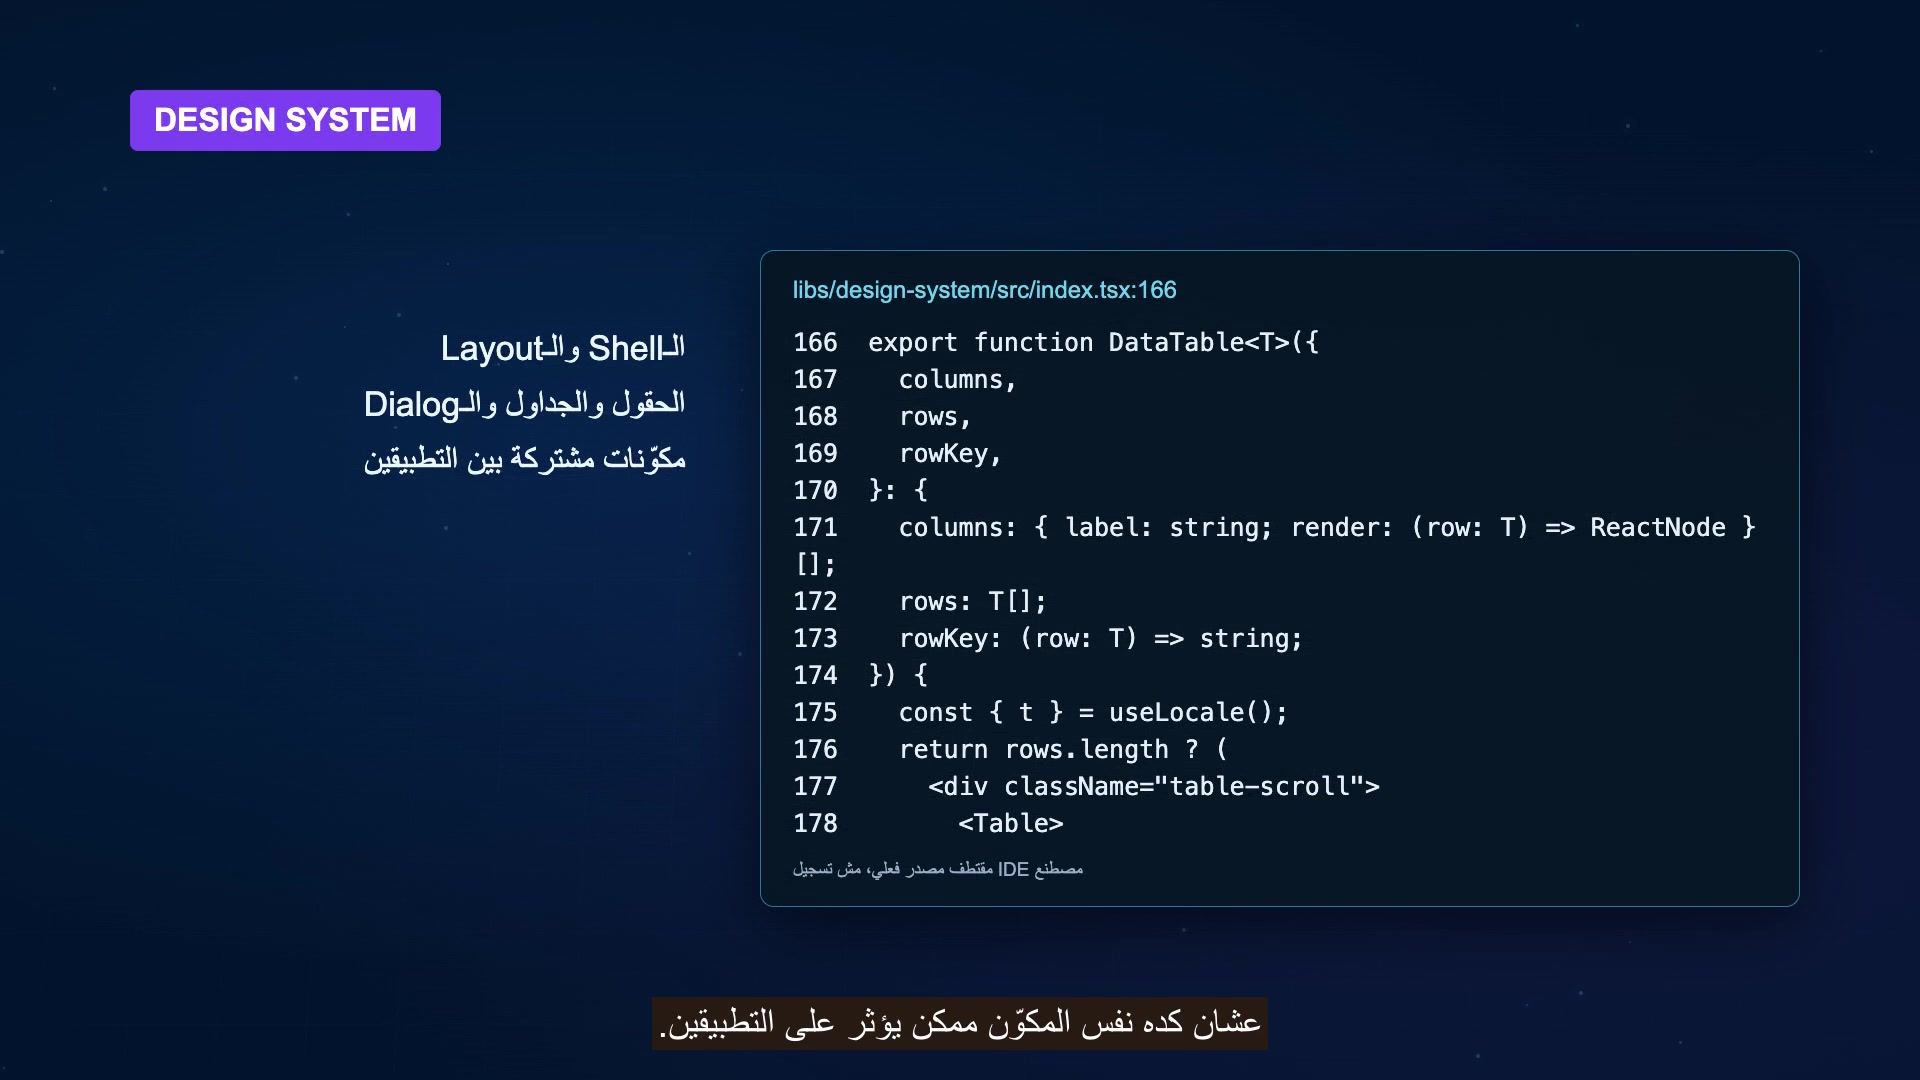 DESIGN SYSTEM
الـShell والـLayout
الحقول والجداول والـDialog
مكوّنات مشتركة بين التطبيقين
libs/design-system/src/index.tsx:166
166  export function DataTable<T>({
167    columns,
168    rows,
169    rowKey,
170  }: {
171    columns: { label: string; render: (row: T) => ReactNode }
[];
172    rows: T[];
173    rowKey: (row: T) => string;
174  }) {
175    const { t } = useLocale();
176    return rows.length ? (
177      <div className="table-scroll">
178        <Table>
مصطنع IDE مقتطف مصدر فعلي، مش تسجيل
عشان كده نفس المكوّن ممكن يؤثر على التطبيقين.